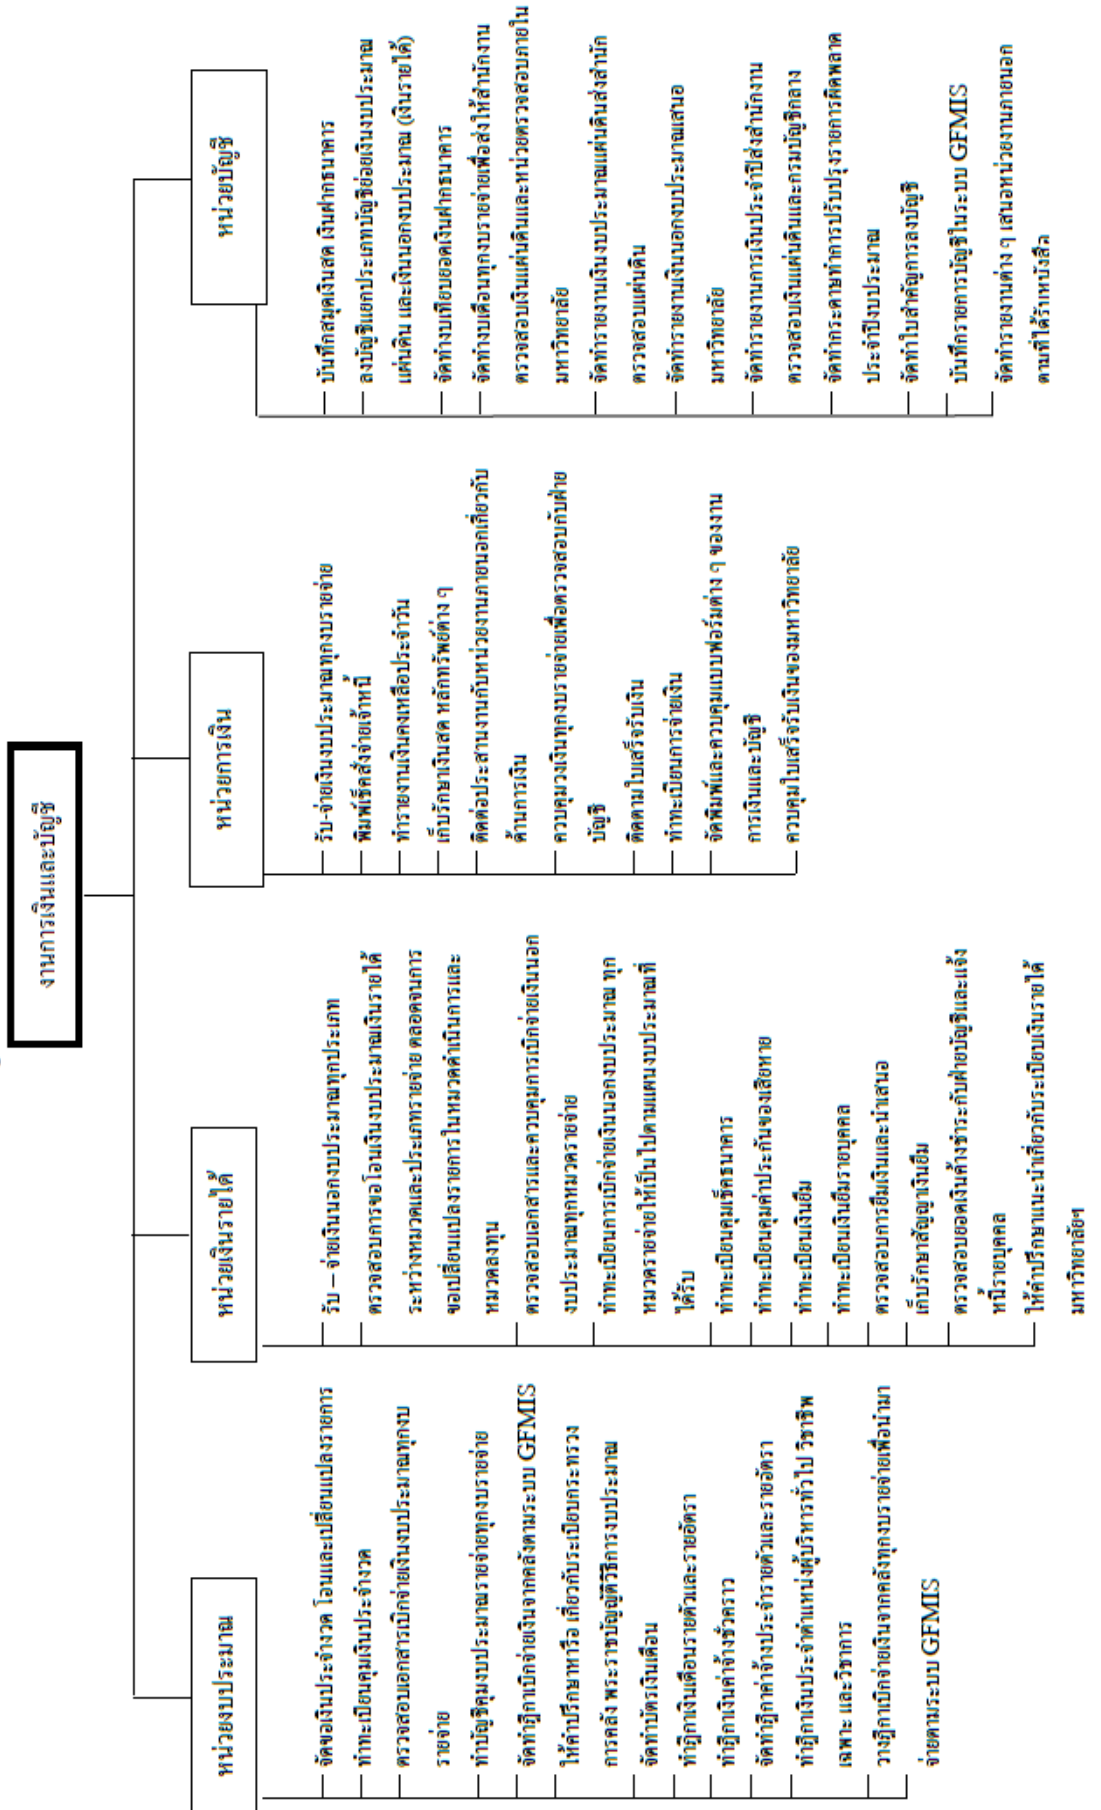 งานการเงินและบัญชี
หน่วยงบประมาณ
จัดขอเงินประจำงวด โอนและเปลี่ยนแปลงรายการ
ทำทะเบียนคุมเงินประจำงวด
ตรวจสอบเอกสารเบิกจ่ายเงินงบประมาณทุกงบ
รายจ่าย
ทำบัญชีคุมงบประมาณรายจ่ายทุกงบรายจ่าย
จัดทำฎีกาเบิกจ่ายเงินจากคลังตามระบบ GFMIS
ให้คำปรึกษาหารือ เกี่ยวกับระเบียบกระทรวง
การคลัง พระราชบัญญัติวิธีการงบประมาณ
จัดทำบัตรเงินเดือน
ทำฎีกาเงินเดือนรายตัวและรายอัตรา
ทำฎีกาเงินค่าจ้างชั่วคราว
จัดทำฎีกาค่าจ้างประจำรายตัวและรายอัตรา
ทำฎีกาเงินประจำตำแหน่งผู้บริหารทั่วไป วิชาชีพ
เฉพาะ และวิชาการ
วางฎีกาเบิกจ่ายเงินจากคลังทุกงบรายจ่ายเพื่อนำมา
จ่ายตามระบบ GFMIS
หน่วยเงินรายได้
รับ – จ่ายเงินนอกงบประมาณทุกประเภท
ตรวจสอบการขอโอนเงินงบประมาณเงินรายได้
ระหว่างหมวดและประเภทรายจ่าย ตลอดจนการ
ขอเปลี่ยนแปลงรายการในหมวดดำเนินการและ
หมวดลงทุน
ตรวจสอบเอกสารและควบคุมการเบิกจ่ายเงินนอก
งบประมาณทุกหมวดรายจ่าย
ทำทะเบียนการเบิกจ่ายเงินนอกงบประมาณ ทุก
หมวดรายจ่ายให้เป็นไปตามแผนงบประมาณที่
ได้รับ
ทำทะเบียนคุมเช็คธนาคาร
ทำทะเบียนคุมค่าประกันของเสียหาย
ทำทะเบียนเงินยืม
ทำทะเบียนเงินยืมรายบุคคล
ตรวจสอบการยืมเงินและนำเสนอ
เก็บรักษาสัญญาเงินยืม
ตรวจสอบยอดเงินค้างชำระกับฝ่ายบัญชีและแจ้ง
หนี้รายบุคคล
ให้คำปรึกษาแนะนำเกี่ยวกับระเบียบเงินรายได้
มหาวิทยาลัยฯ
หน่วยการเงิน
รับ-จ่ายเงินงบประมาณทุกงบรายจ่าย
พิมพ์เช็คสั่งจ่ายเจ้าหนี้
ทำรายงานเงินคงเหลือประจำวัน
เก็บรักษาเงินสด หลักทรัพย์ต่าง ๆ
ติดต่อประสานงานกับหน่วยงานภายนอกเกี่ยวกับ
ด้านการเงิน
ควบคุมวงเงินทุกงบรายจ่ายเพื่อตรวจสอบกับฝ่าย
บัญชี
ติดตามใบเสร็จรับเงิน
ทำทะเบียนการจ่ายเงิน
จัดพิมพ์และควบคุมแบบฟอร์มต่าง ๆ ของงาน
การเงินและบัญชี
ควบคุมใบเสร็จรับเงินของมหาวิทยาลัย
หน่วยบัญชี
บันทึกสมุดเงินสด เงินฝากธนาคาร
ลงบัญชีแยกประเภทบัญชีย่อยเงินงบประมาณ
แผ่นดิน และเงินนอกงบประมาณ (เงินรายได้)
จัดทำงบเทียบยอดเงินฝากธนาคาร
จัดทำงบเดือนทุกงบรายจ่ายเพื่อส่งให้สำนักงาน
ตรวจสอบเงินแผ่นดินและหน่วยตรวจสอบภายใน
มหาวิทยาลัย
จัดทำรายงานเงินงบประมาณแผ่นดินส่งสำนัก
ตรวจสอบแผ่นดิน
จัดทำรายงานเงินนอกงบประมาณเสนอ
มหาวิทยาลัย
จัดทำรายงานการเงินประจำปีส่งสำนักงาน
ตรวจสอบเงินแผ่นดินและกรมบัญชีกลาง
จัดทำกระดาษทำการปรับปรุงรายการผิดพลาด
ประจำปีงบประมาณ
จัดทำใบสำคัญการลงบัญชี
บันทึกรายการบัญชีในระบบ GFMIS
จัดทำรายงานต่าง ๆ เสนอหน่วยงานภายนอก
ตามที่ได้รับหนังสือ